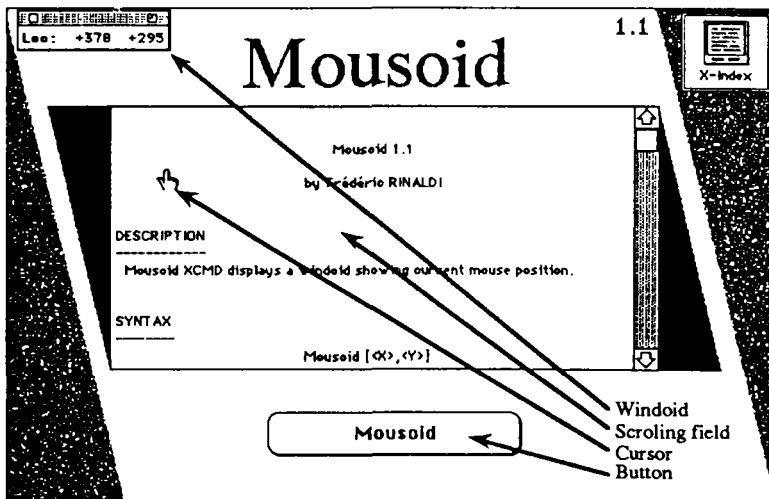 Loc: +378 +295
1.1
Mousoid
X-Index
Mousoid 1.1
by Frédéric RINALDI
DESCRIPTION
------------
Mousoid XCMD displays a windoid showing current mouse position.
SYNTAX
--------
Mousoid [<X>,<Y>]
Mousoid
Windoid
Scroling field
Cursor
Button